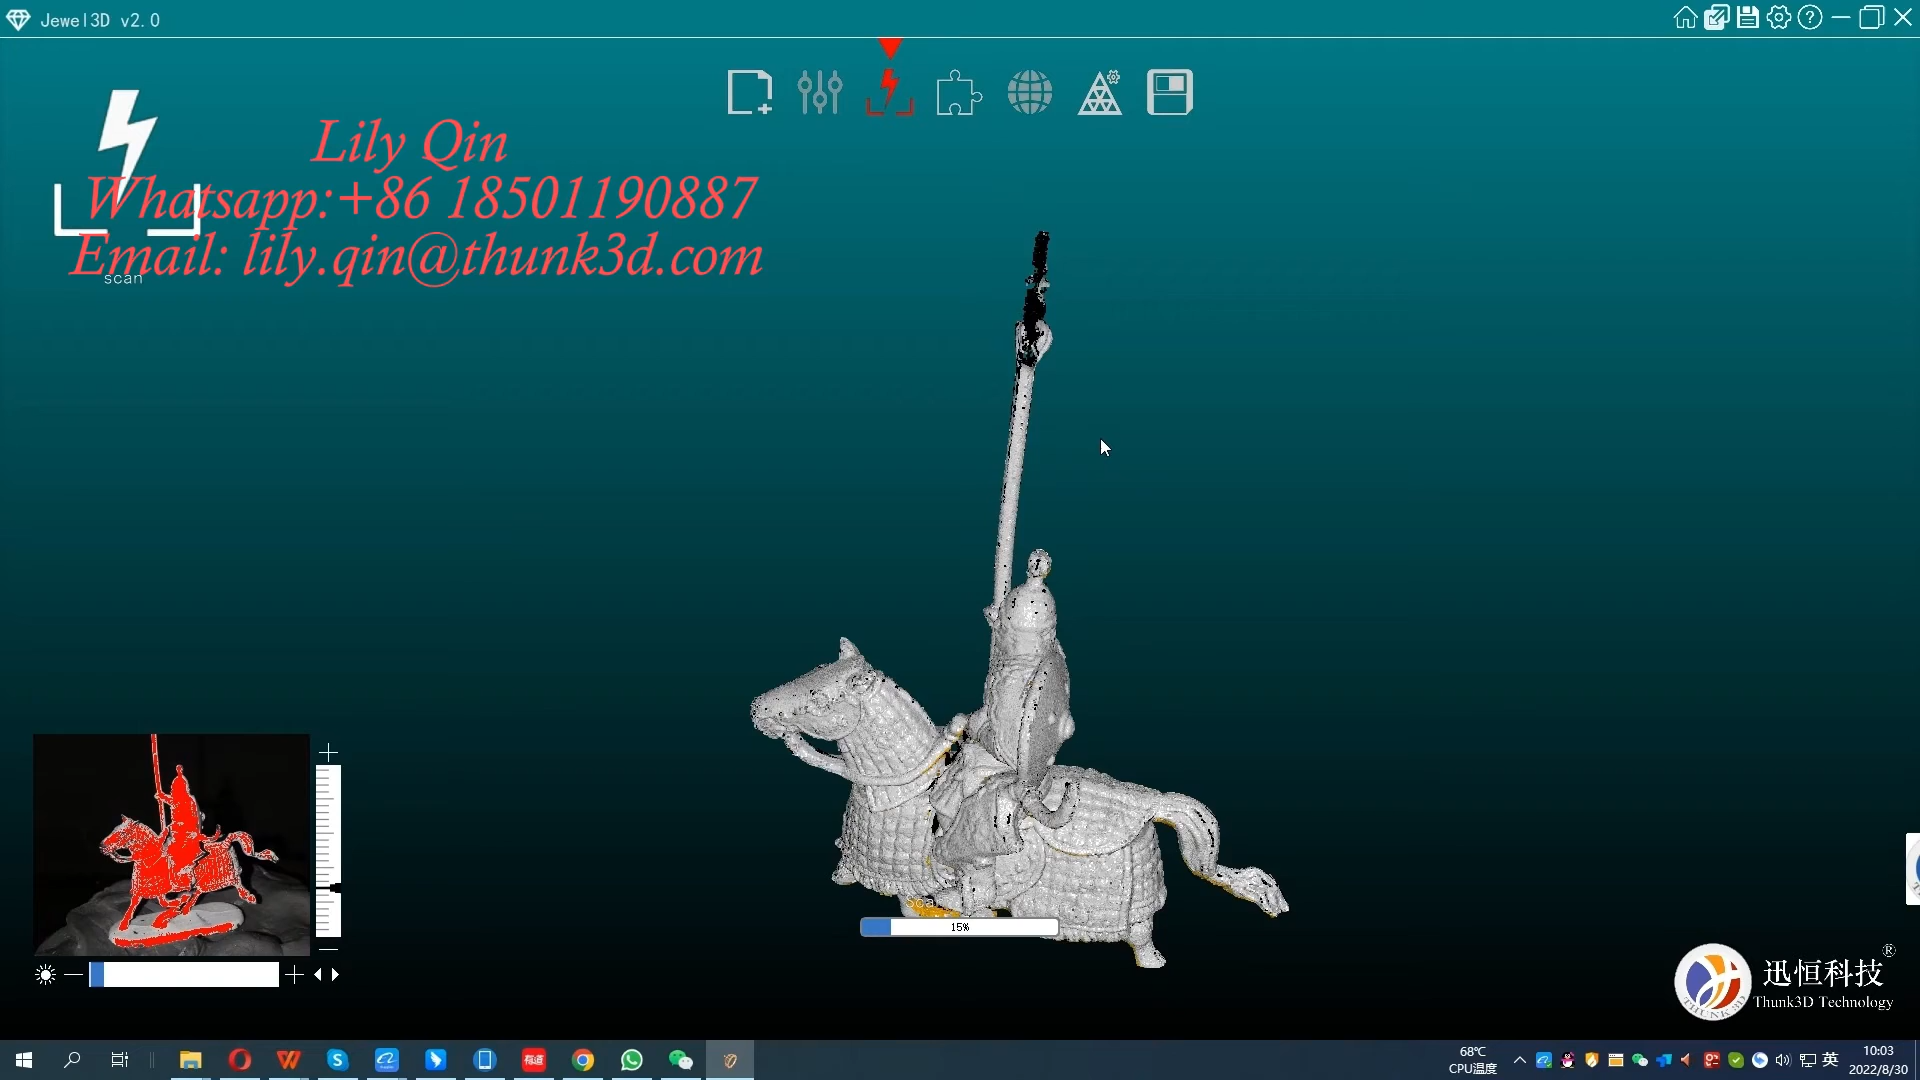 Jewel3D v2.0
Lily Qin
Whatsapp:+86 18501190887
Email: lily.qin@thunk3d.com
scan
15%
迅恒科技®
Thunk3D Technology
THUNK3D
68℃
CPU温度
英
10:03
2022/8/30